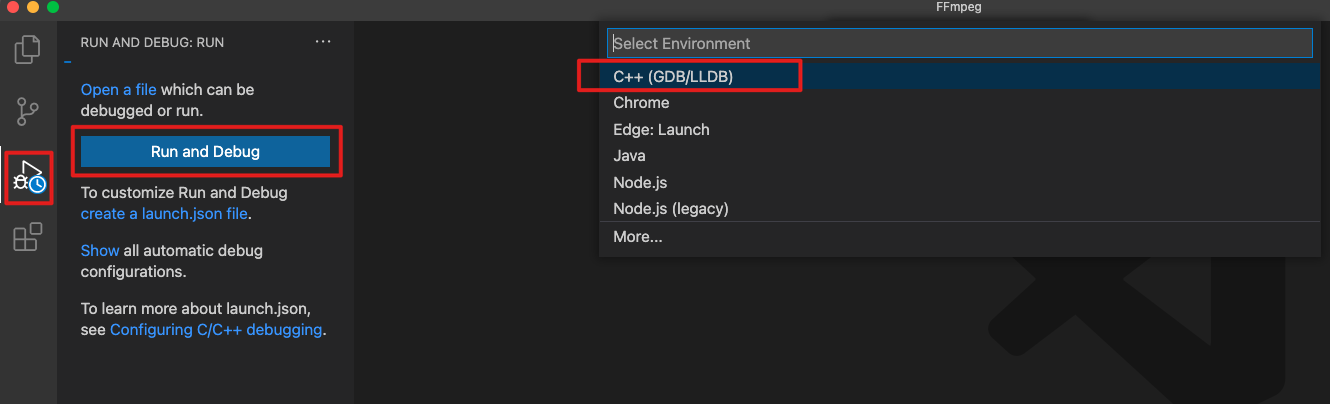 FFmpeg
RUN AND DEBUG: RUN
...
Open a file which can be
debugged or run.
Run and Debug
To customize Run and Debug
create a launch.json file.
Show all automatic debug
configurations.
To learn more about launch.json,
see Configuring C/C++ debugging.
Select Environment
C++ (GDB/LLDB)
Chrome
Edge: Launch
Java
Node.js
Node.js (legacy)
More...